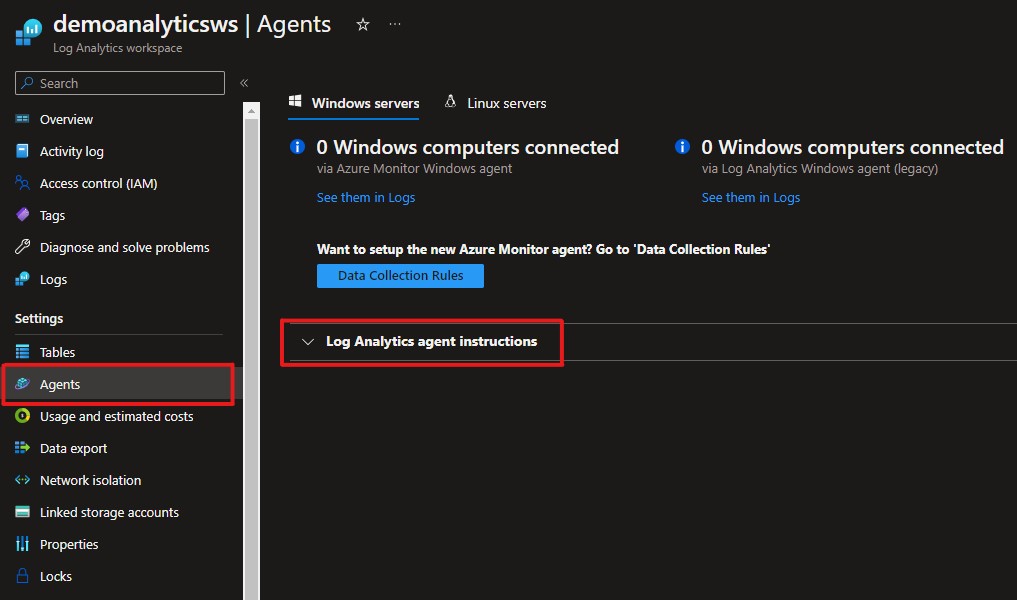 demoanalyticsws | Agents
Log Analytics workspace
Search
Overview
Activity log
Access control (IAM)
Tags
Diagnose and solve problems
Logs
Settings
Tables
Agents
Usage and estimated costs
Data export
Network isolation
Linked storage accounts
Properties
Locks
Windows servers
Linux servers
0 Windows computers connected
via Azure Monitor Windows agent
See them in Logs
0 Windows computers connected
via Log Analytics Windows agent (legacy)
See them in Logs
Want to setup the new Azure Monitor agent? Go to 'Data Collection Rules'
Data Collection Rules
Log Analytics agent instructions